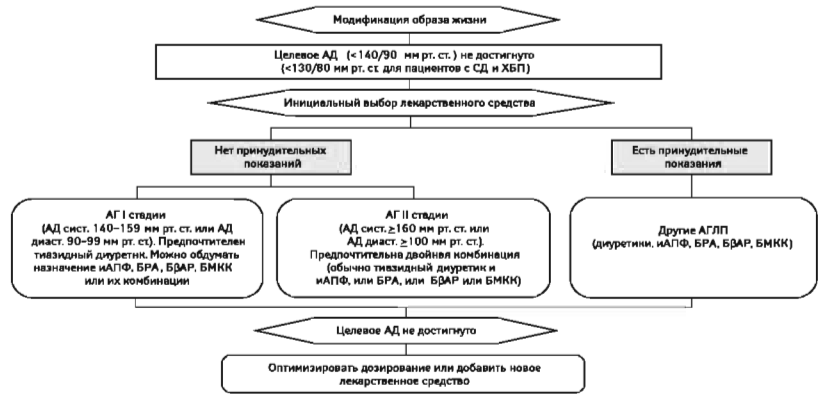 Модификация образа жизни
Целевое АД (<140/90 мм рт. ст. ) не достигнуто
(<130/80 мм рт. ст. для пациентов с СД и ХБП)
Инициальный выбор лекарственного средства
Нет принудительных
показаний
Есть принудительные
показания
АГ I стадии
(АД сист. 140–159 мм рт. ст. или АД
диаст. 90–99 мм рт. ст.). Предпочтителен
тиазидный диуретик. Можно обдумать
назначение иАПФ, БРА, БβАР, БМКК
или их комбинации
АГ II стадии
(АД сист. ≥160 мм рт. ст. или
АД диаст. ≥100 мм рт. ст.).
Предпочтительна двойная комбинация
(обычно тиазидный диуретик и
иАПФ, или БРА, или БβАР или БМКК)
Другие АГЛП
(диуретики, иАПФ, БРА, БβАР, БМКК)
Целевое АД не достигнуто
Оптимизировать дозирование или добавить новое
лекарственное средство